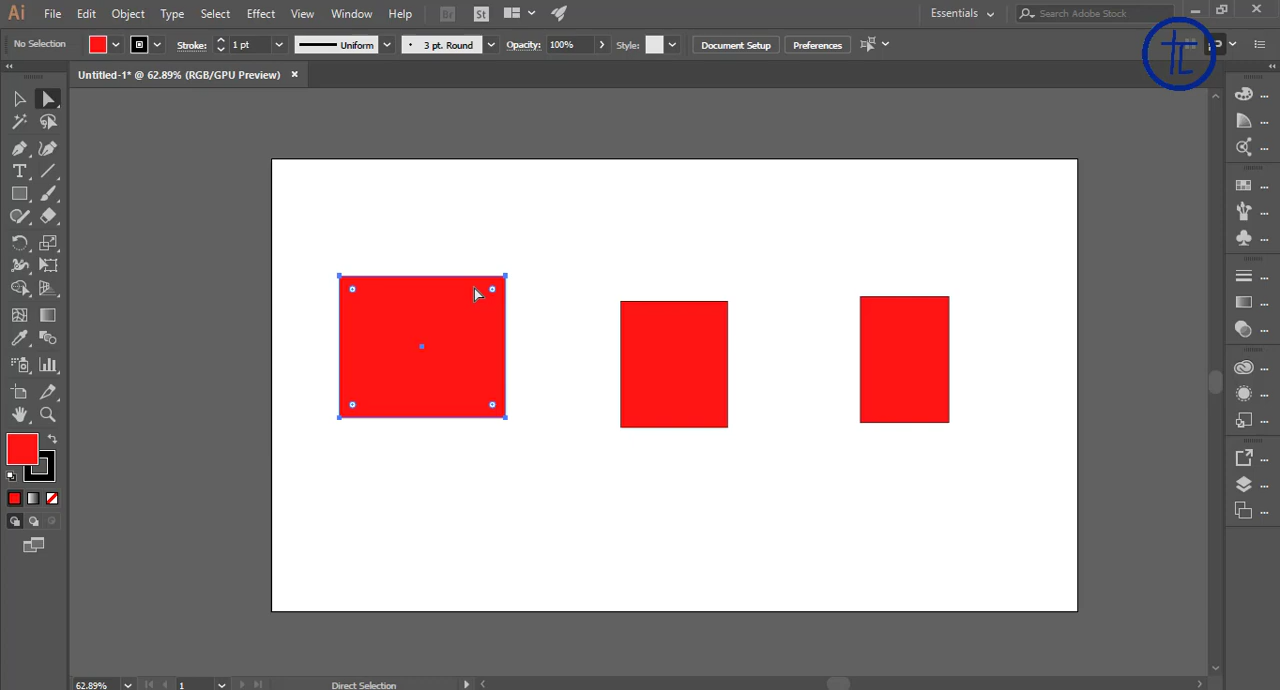 Ai File Edit Object Type Select Effect View Window Help Br St Essentials Search Adobe Stock
No Selection Stroke: 1 pt Uniform 3 pt. Round Opacity: 100% Style: Document Setup Preferences
Untitled-1* @ 62.89% (RGB/GPU Preview) ×
62.89% 1 Direct Selection